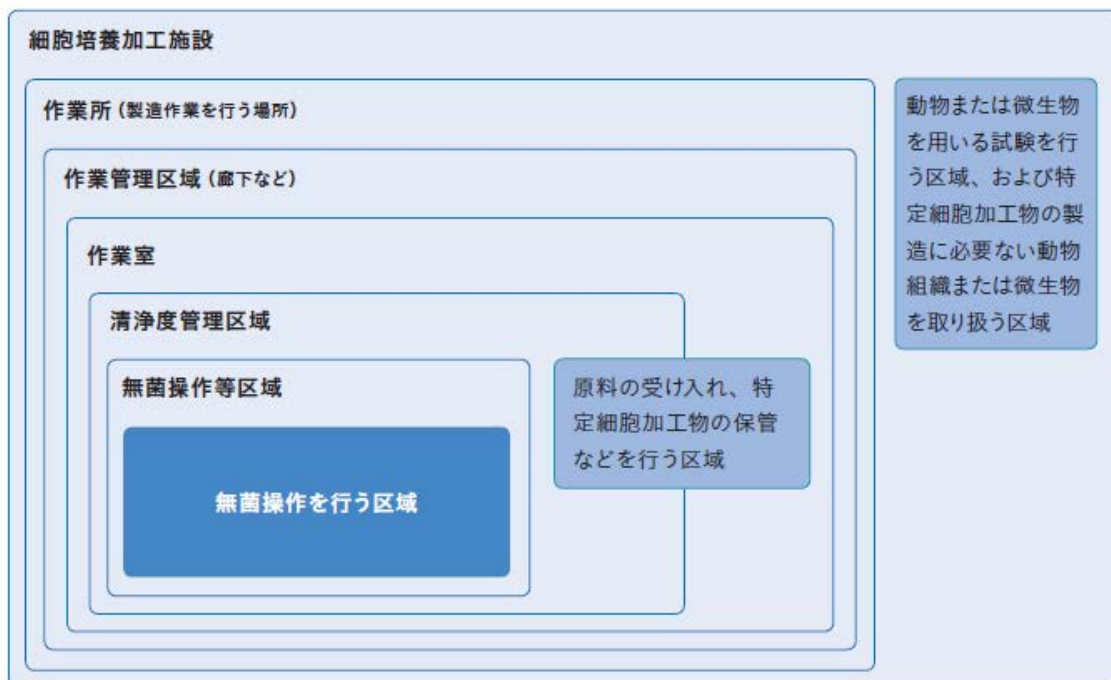 細胞培養加工施設
作業所（製造作業を行う場所）
作業管理区域（廊下など）
作業室
清浄度管理区域
無菌操作等区域
無菌操作を行う区域
原料の受け入れ、特
定細胞加工物の保管
などを行う区域
動物または微生物
を用いる試験を行
う区域、および特
定細胞加工物の製
造に必要ない動物
組織または微生物
を取り扱う区域